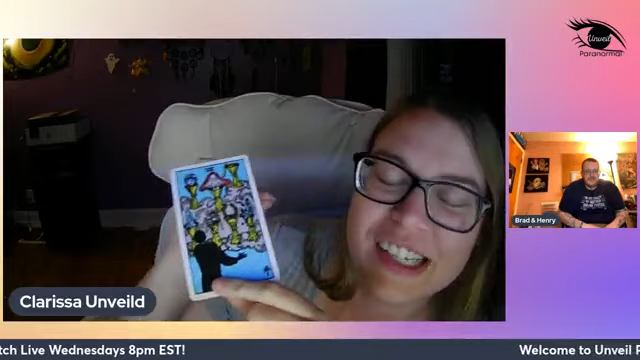 Unveil
Paranormal
Clarissa Unveild
Brad & Henry
tch Live Wednesdays 8pm EST!
Welcome to Unveil P